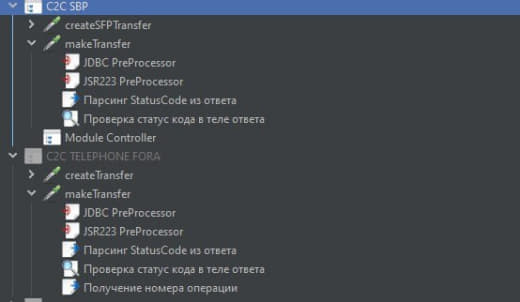 C2C SBP
createSFPTransfer
makeTransfer
JDBC PreProcessor
JSR223 PreProcessor
Парсинг StatusCode из ответа
Проверка статус кода в теле ответа
Module Controller
C2C TELEPHONE FORA
createTransfer
makeTransfer
JDBC PreProcessor
JSR223 PreProcessor
Парсинг StatusCode из ответа
Проверка статус кода в теле ответа
Получение номера операции